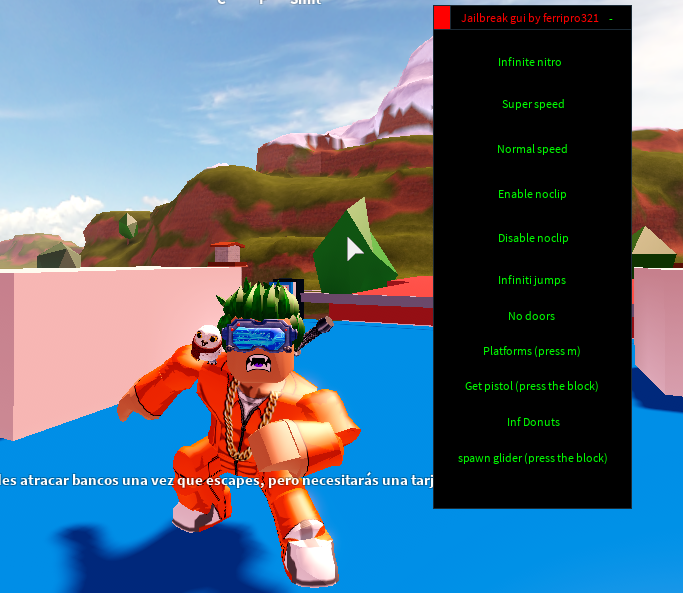 Jailbreak gui by ferripro321 -
Infinite nitro
Super speed
Normal speed
Enable noclip
Disable noclip
Infiniti jumps
No doors
Platforms (press m)
Get pistol (press the block)
Inf Donuts
spawn glider (press the block)
les atracar bancos una vez que escapes, pero necesitarás una tarj